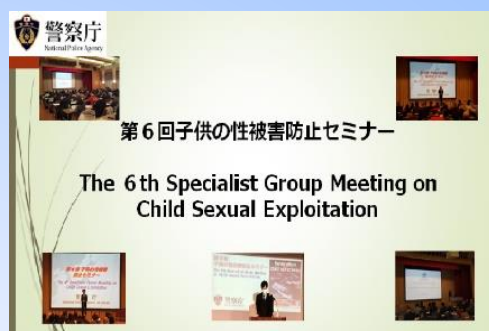 警察庁
National Police Agency
第6回子供の性被害防止セミナー
The 6th Specialist Group Meeting on
Child Sexual Exploitation